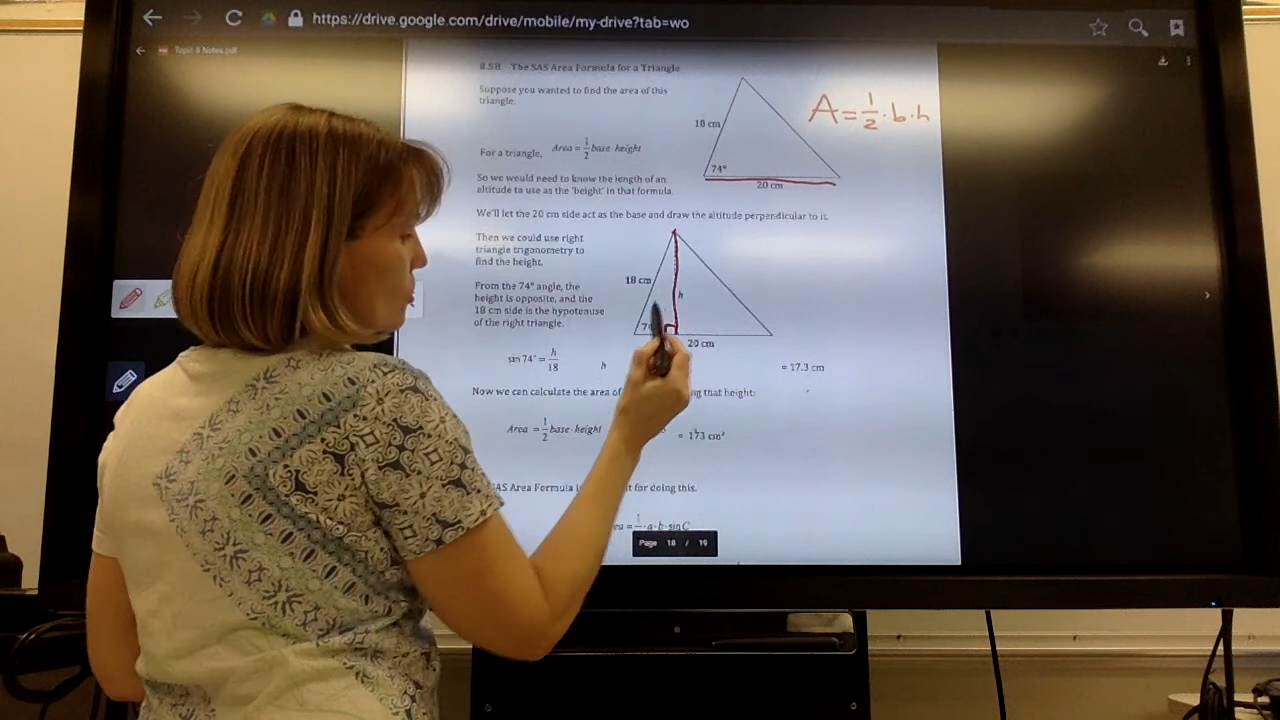 https://drive.google.com/drive/mobile/my-drive?tab=wo
Topic 8 Notes.pdf
8.5B The SAS Area Formula for a Triangle
Suppose you wanted to find the area of this
triangle.
18 cm
74°
20 cm
A = 1/2 · b · h
For a triangle, Area = 1/2 base · height
So we would need to know the length of an
altitude to use as the 'height' in that formula.
We'll let the 20 cm side act as the base and draw the altitude perpendicular to it.
Then we could use right
triangle trigonometry to
find the height.
From the 74° angle, the
height is opposite, and the
18 cm side is the hypotenuse
of the right triangle.
18 cm
h
20 cm
sin 74° = h/18
h
= 17.3 cm
Now we can calculate the area of
that height:
Area = 1/2 base · height
= 173 cm²
SAS Area Formula
for doing this.
= 1/ · a · b · sin C
Page 18 / 19